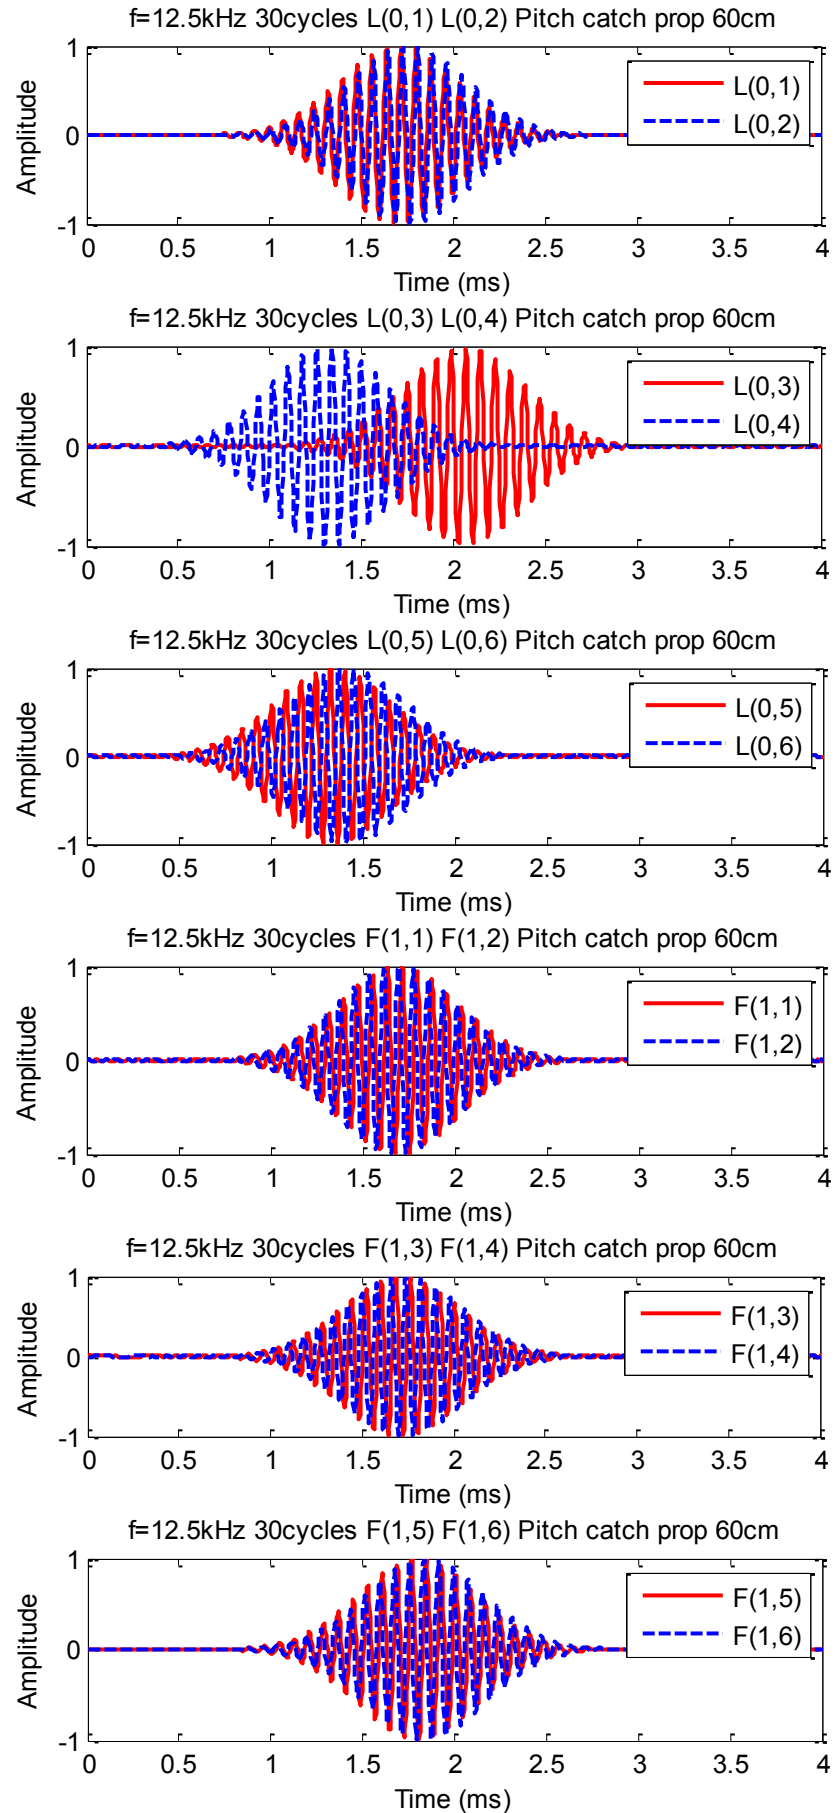 f=12.5kHz 30cycles L(0,1) L(0,2) Pitch catch prop 60cm
1
0
-1
Amplitude
L(0,1)
L(0,2)
0 0.5 1 1.5 2 2.5 3 3.5 4
Time (ms)
f=12.5kHz 30cycles L(0,3) L(0,4) Pitch catch prop 60cm
1
0
-1
Amplitude
L(0,3)
L(0,4)
0 0.5 1 1.5 2 2.5 3 3.5 4
Time (ms)
f=12.5kHz 30cycles L(0,5) L(0,6) Pitch catch prop 60cm
1
0
-1
Amplitude
L(0,5)
L(0,6)
0 0.5 1 1.5 2 2.5 3 3.5 4
Time (ms)
f=12.5kHz 30cycles F(1,1) F(1,2) Pitch catch prop 60cm
1
0
-1
Amplitude
F(1,1)
F(1,2)
0 0.5 1 1.5 2 2.5 3 3.5 4
Time (ms)
f=12.5kHz 30cycles F(1,3) F(1,4) Pitch catch prop 60cm
1
0
-1
Amplitude
F(1,3)
F(1,4)
0 0.5 1 1.5 2 2.5 3 3.5 4
Time (ms)
f=12.5kHz 30cycles F(1,5) F(1,6) Pitch catch prop 60cm
1
0
-1
Amplitude
F(1,5)
F(1,6)
0 0.5 1 1.5 2 2.5 3 3.5 4
Time (ms)